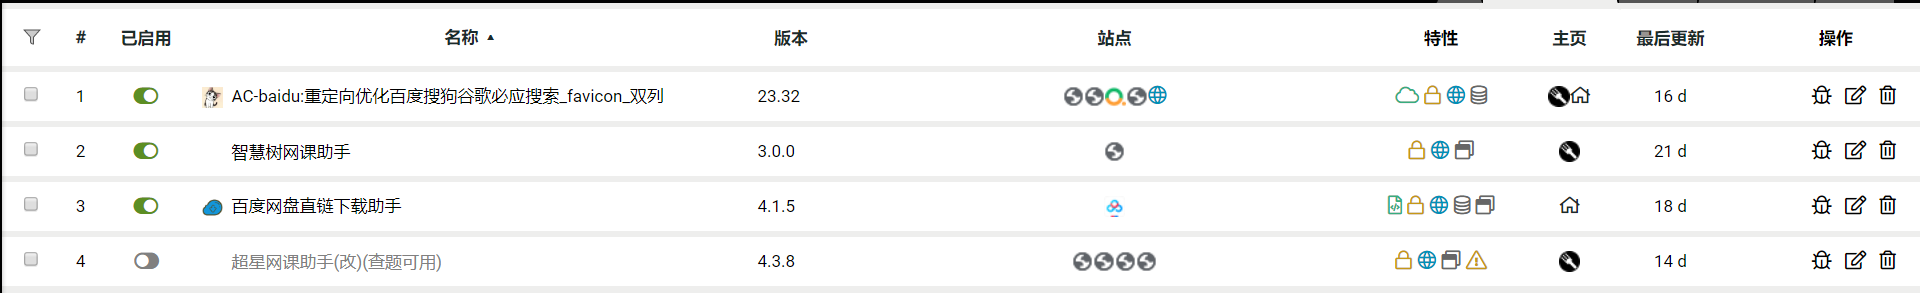 # 已启用 名称 ▲ 版本 站点 特性 主页 最后更新 操作
1 AC-baidu:重定向优化百度搜狗谷歌必应搜索_favicon_双列 23.32 16 d
2 智慧树网课助手 3.0.0 21 d
3 百度网盘直链下载助手 4.1.5 18 d
4 超星网课助手(改)(查题可用) 4.3.8 14 d